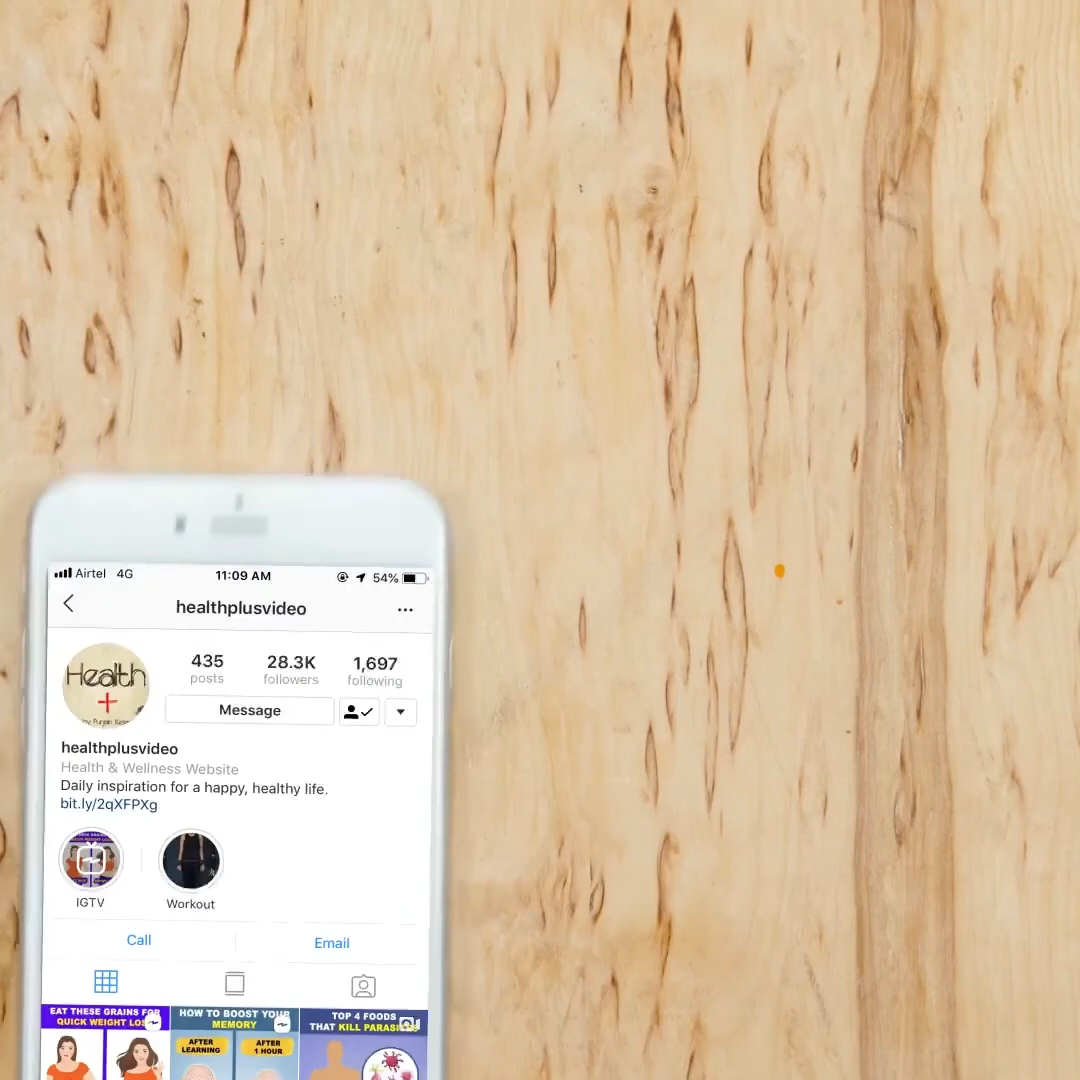 Airtel 4G 11:09 AM 54%
healthplusvideo
435 28.3K 1,697
posts followers following
Message
Health
healthplusvideo
Health & Wellness Website
Daily inspiration for a happy, healthy life.
bit.ly/2qXFPXg
IGTV Workout
Call Email
EAT THESE GRAINS FOR
QUICK WEIGHT
HOW TO BOOST YOUR
MEMORY
AFTER
LEARNING
AFTER
1 HOUR
TOP 4 FOODS
THAT KILL